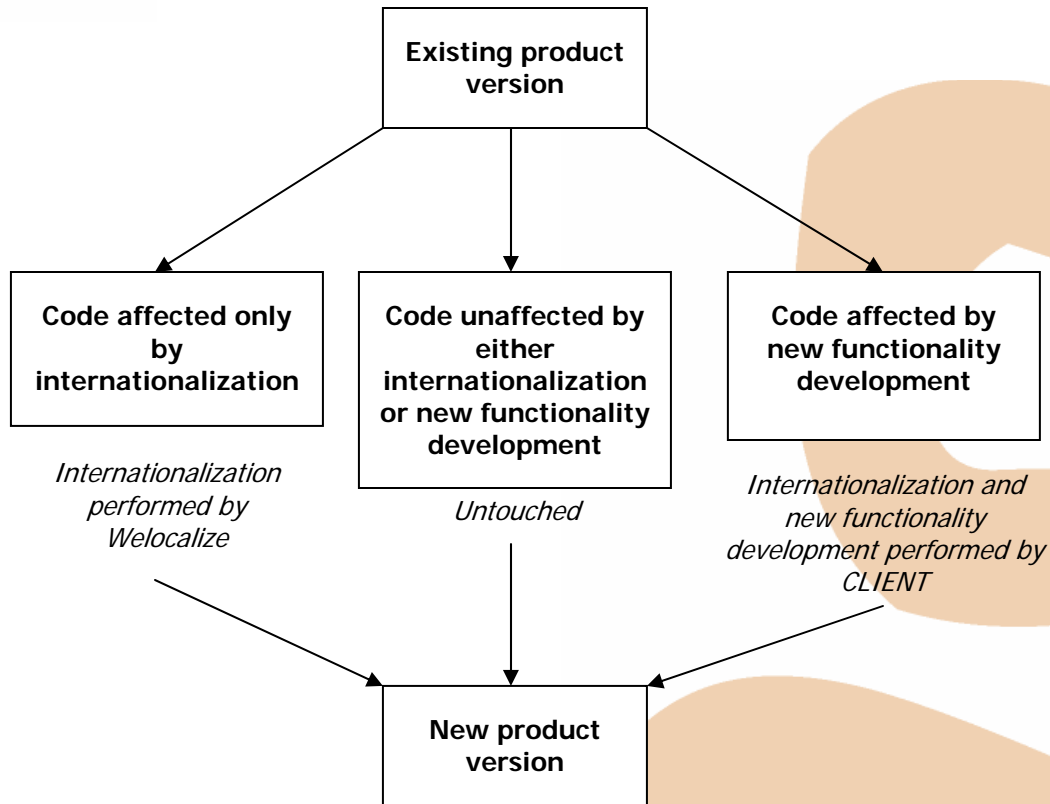 Existing product
version
Code affected only
by
internationalization
Code unaffected by
either
internationalization
or new functionality
development
Code affected by
new functionality
development
Internationalization
performed by
Welocalize
Untouched
Internationalization and
new functionality
development performed by
CLIENT
New product
version